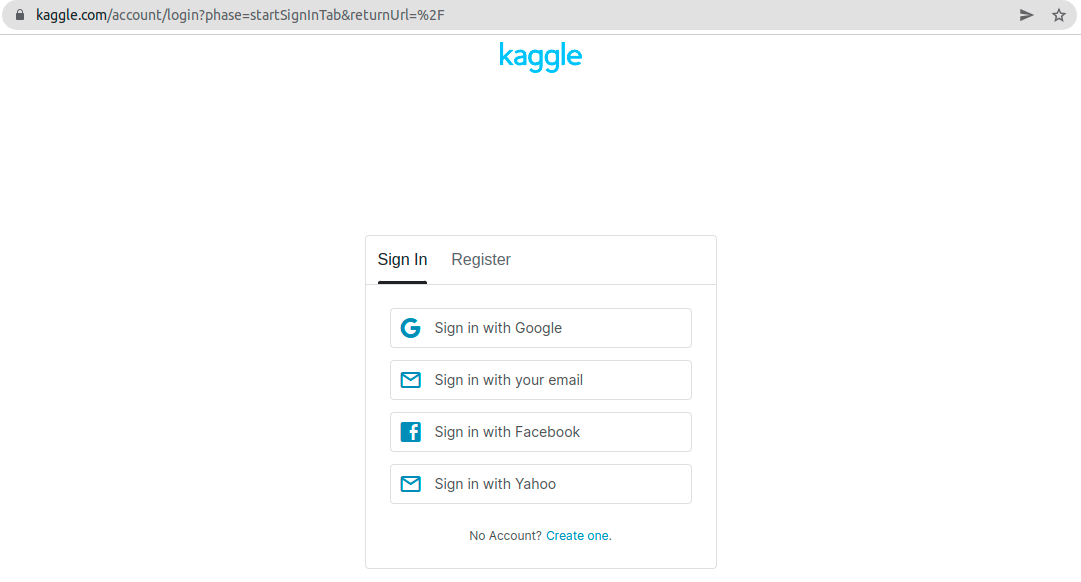 kaggle.com/account/login?phase=startSignInTab&returnUrl=%2F
kaggle
Sign In Register
Sign in with Google
Sign in with your email
Sign in with Facebook
Sign in with Yahoo
No Account? Create one.